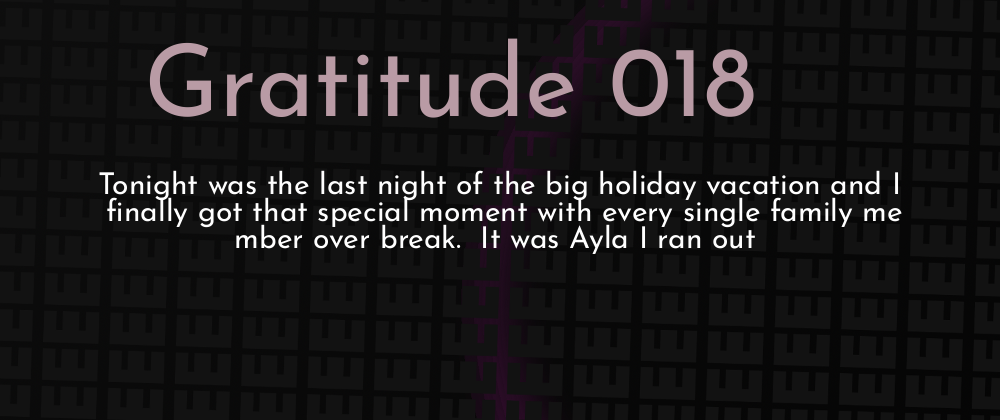 Gratitude 018
Tonight was the last night of the big holiday vacation and I
finally got that special moment with every single family me
mber over break.  It was Ayla I ran out